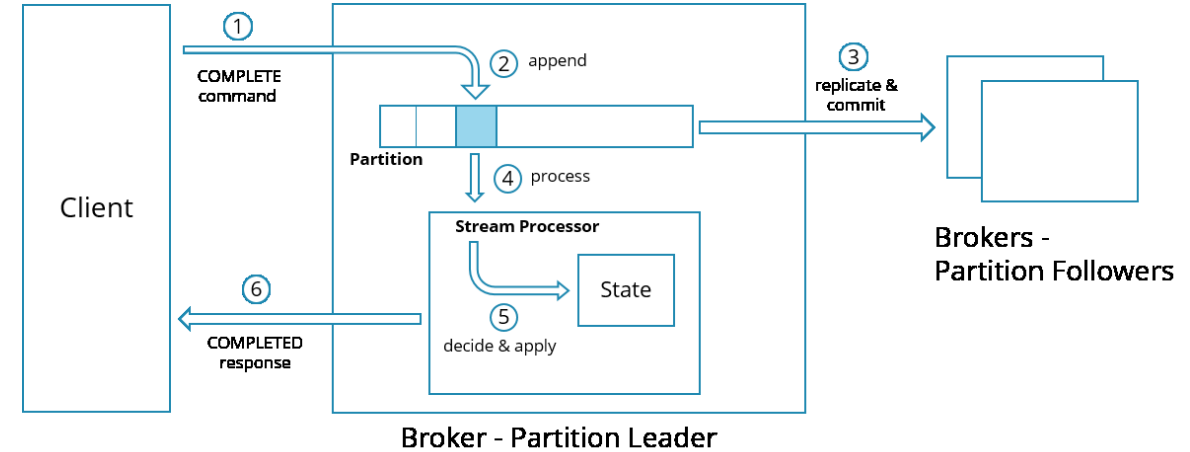 1
COMPLETE
command
2
append
3
replicate &
commit
Partition
4
process
Client
Stream Processor
State
5
decide & apply
6
COMPLETED
response
Brokers -
Partition Followers
Broker - Partition Leader